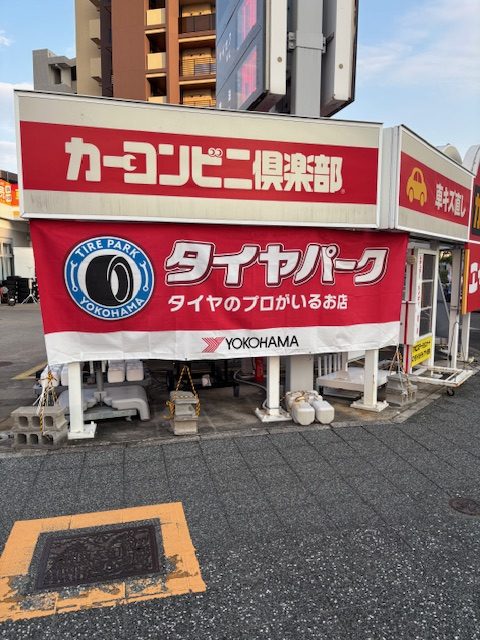 カーコンビニ倶楽部
車キズ直し
TIRE PARK
YOKOHAMA
タイヤパーク
タイヤのプロがいるお店
YOKOHAMA